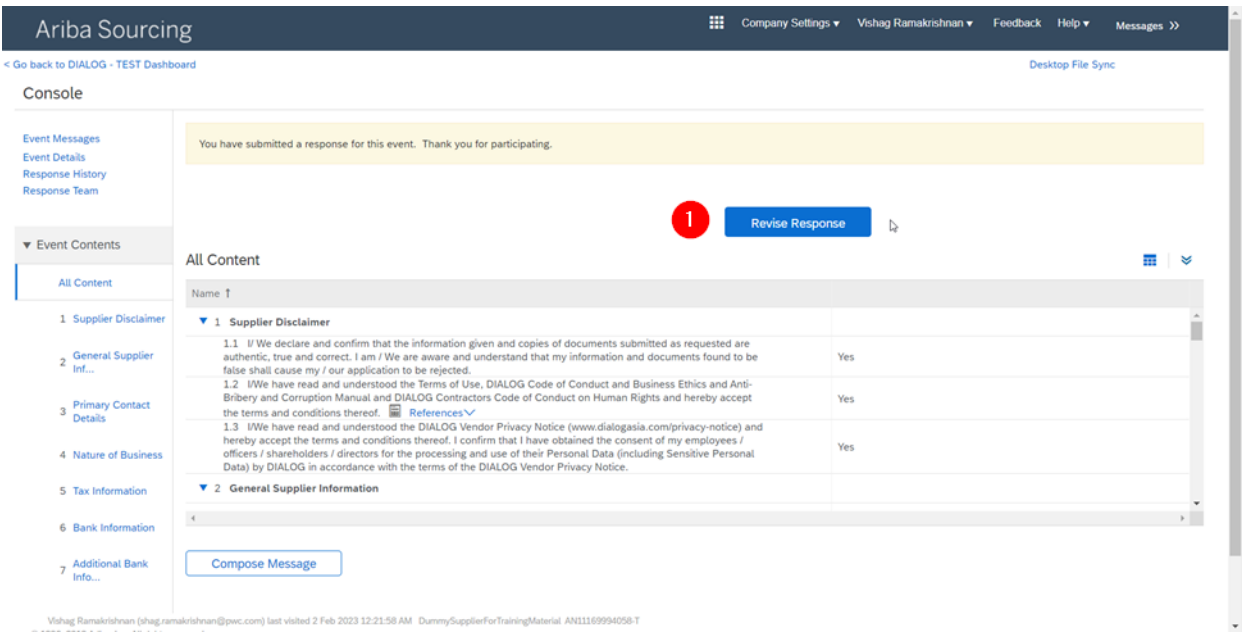 Ariba Sourcing
Company Settings ▾ Vishag Ramakrishnan ▾ Feedback Help ▾ Messages >>
< Go back to DIALOG - TEST Dashboard
Desktop File Sync
Console
Event Messages
Event Details
Response History
Response Team
You have submitted a response for this event. Thank you for participating.
1
Revise Response
▼ Event Contents
All Content
1 Supplier Disclaimer
2 General Supplier
Inf...
3 Primary Contact
Details
4 Nature of Business
5 Tax Information
6 Bank Information
7 Additional Bank
Info...
All Content
Name ↑
▼ 1 Supplier Disclaimer
1.1 I/ We declare and confirm that the information given and copies of documents submitted as requested are
authentic, true and correct. I am / We are aware and understand that my information and documents found to be
false shall cause my / our application to be rejected.
Yes
1.2 I/We have read and understood the Terms of Use, DIALOG Code of Conduct and Business Ethics and Anti-
Bribery and Corruption Manual and DIALOG Contractors Code of Conduct on Human Rights and hereby accept
the terms and conditions thereof. References
Yes
1.3 I/We have read and understood the DIALOG Vendor Privacy Notice (www.dialogasia.com/privacy-notice) and
hereby accept the terms and conditions thereof. I confirm that I have obtained the consent of my employees /
officers / shareholders / directors for the processing and use of their Personal Data (including Sensitive Personal
Data) by DIALOG in accordance with the terms of the DIALOG Vendor Privacy Notice.
Yes
▼ 2 General Supplier Information
Compose Message
Vishag Ramakrishnan (shag.ramakrishnan@pwc.com) last visited 2 Feb 2023 12:21:58 AM DummySupplierForTrainingMaterial AN11169994058-T